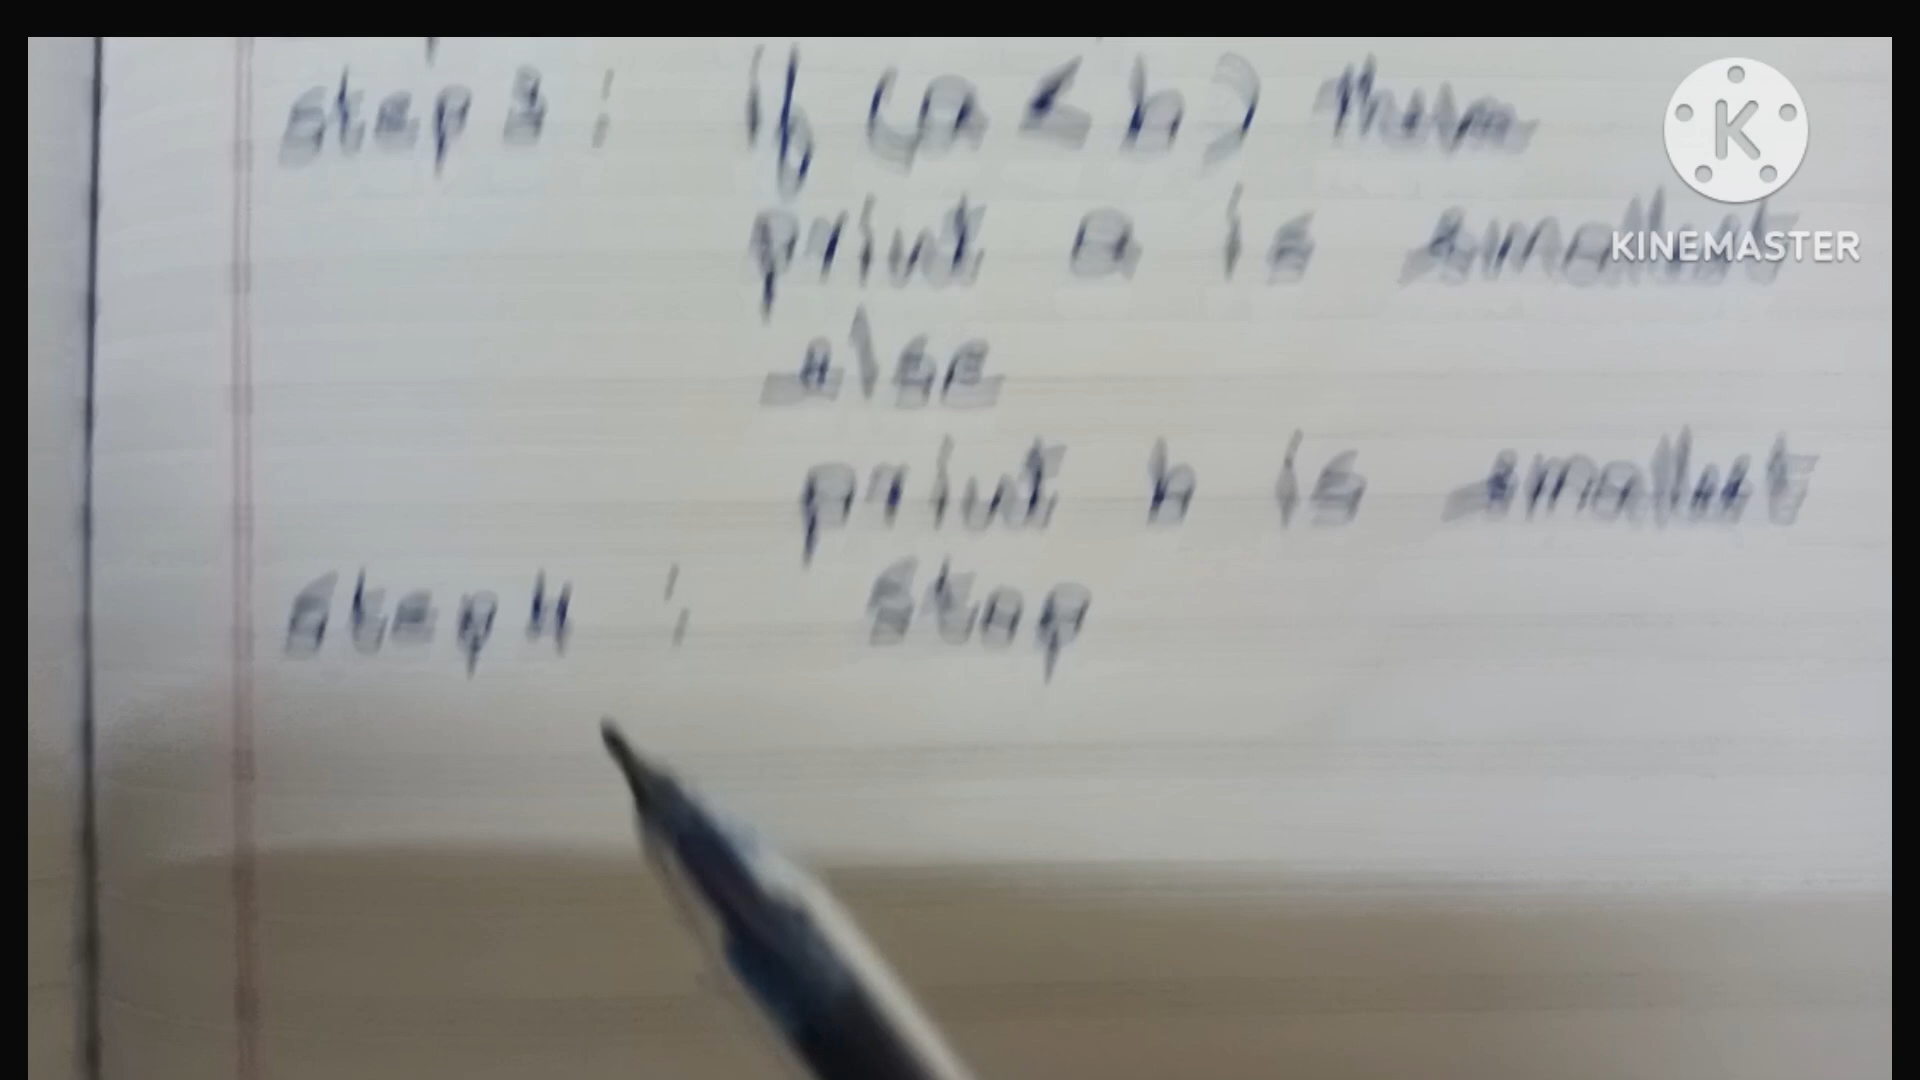 step 3 : if (a < b) then
print a is smallest
else
print b is smallest
step 4 : stop
K
KINEMASTER